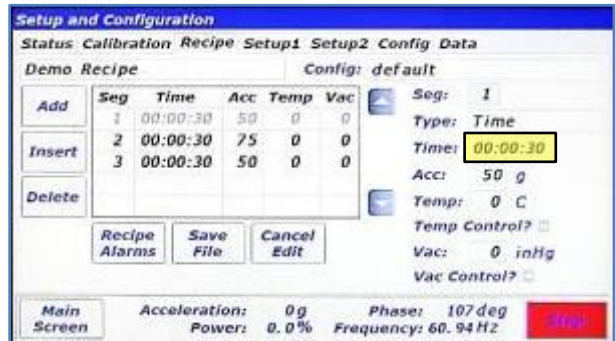 Setup and Configuration
Status Calibration Recipe Setup1 Setup2 Config Data
Demo Recipe Config: default
Add
Insert
Delete
Seg Time Acc Temp Vac
1 00:00:30 50 0 0
2 00:00:30 75 0 0
3 00:00:30 50 0 0
Recipe Alarms
Save File
Cancel Edit
Seg: 1
Type: Time
Time: 00:00:30
Acc: 50 g
Temp: 0 C
Temp Control?
Vac: 0 inHg
Vac Control?
Main Screen
Acceleration: 0 g Phase: 107 deg
Power: 0.0% Frequency: 60.94 HZ
Stop